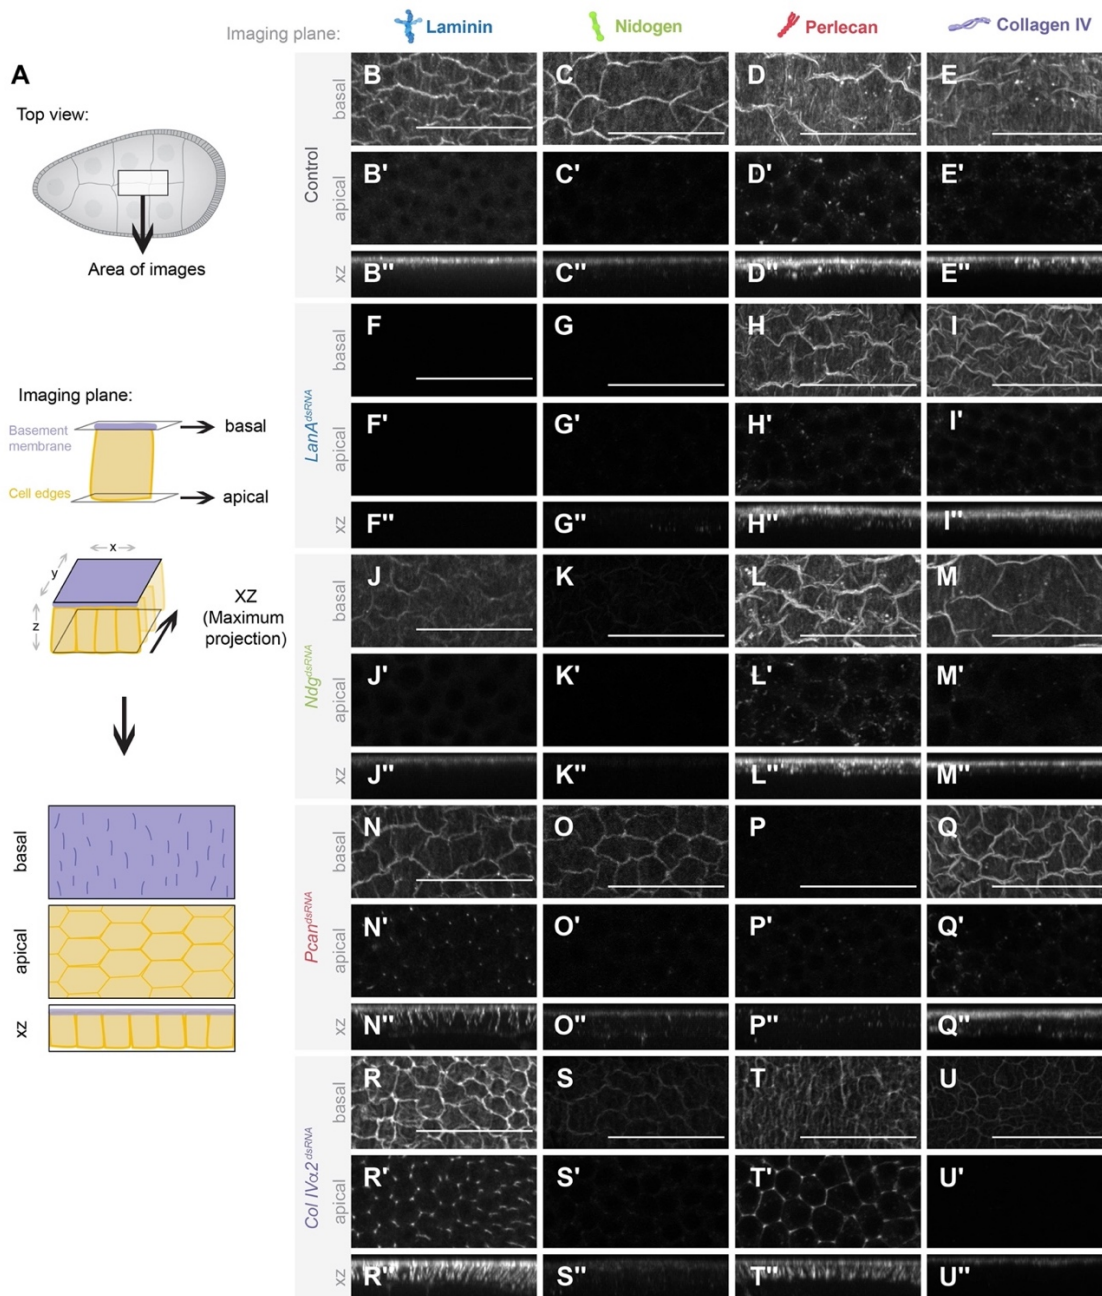 Imaging plane:
Laminin
Nidogen
Perlecan
Collagen IV
A
Top view:
Area of images
Imaging plane:
Basement
membrane
basal
Cell edges
apical
x
y
z
XZ
(Maximum
projection)
basal
apical
xz
Control
basal
B
C
D
E
apical
B'
C'
D'
E'
xz
B"
C"
D"
E"
LanA dsRNA
basal
F
G
H
I
apical
F'
G'
H'
I'
xz
F"
G"
H"
I"
Ndg dsRNA
basal
J
K
L
M
apical
J'
K'
L'
M'
xz
J"
K"
L"
M"
Pcan dsRNA
basal
N
O
P
Q
apical
N'
O'
P'
Q'
xz
N"
O"
P"
Q"
Col IVα2 dsRNA
basal
R
S
T
U
apical
R'
S'
T'
U'
xz
R"
S"
T"
U"